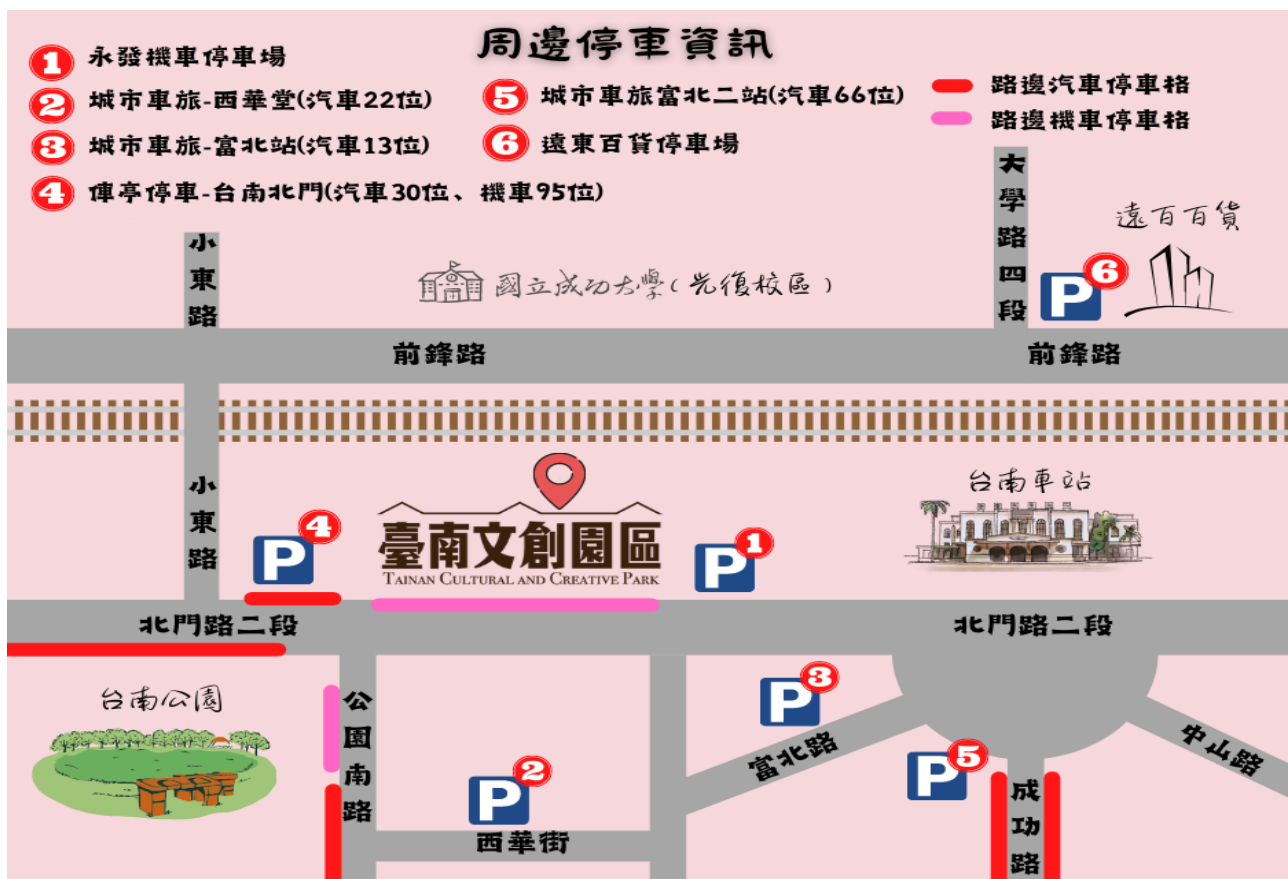 周邊停車資訊
1 永發機車停車場
2 城市車旅-西華堂(汽車22位)
3 城市車旅-富北站(汽車13位)
4 俥亭停車-台南北門(汽車30位、機車95位)
5 城市車旅富北二站(汽車66位)
6 遠東百貨停車場
路邊汽車停車格
路邊機車停車格
小東路
國立成功大學(光復校區)
大學路四段
遠百百貨
P 6
前鋒路
前鋒路
小東路
P 4
臺南文創園區
TAINAN CULTURAL AND CREATIVE PARK
P 1
台南車站
北門路二段
北門路二段
台南公園
公園南路
P 2
西華街
P 3
富北路
P 5
成功路
中山路